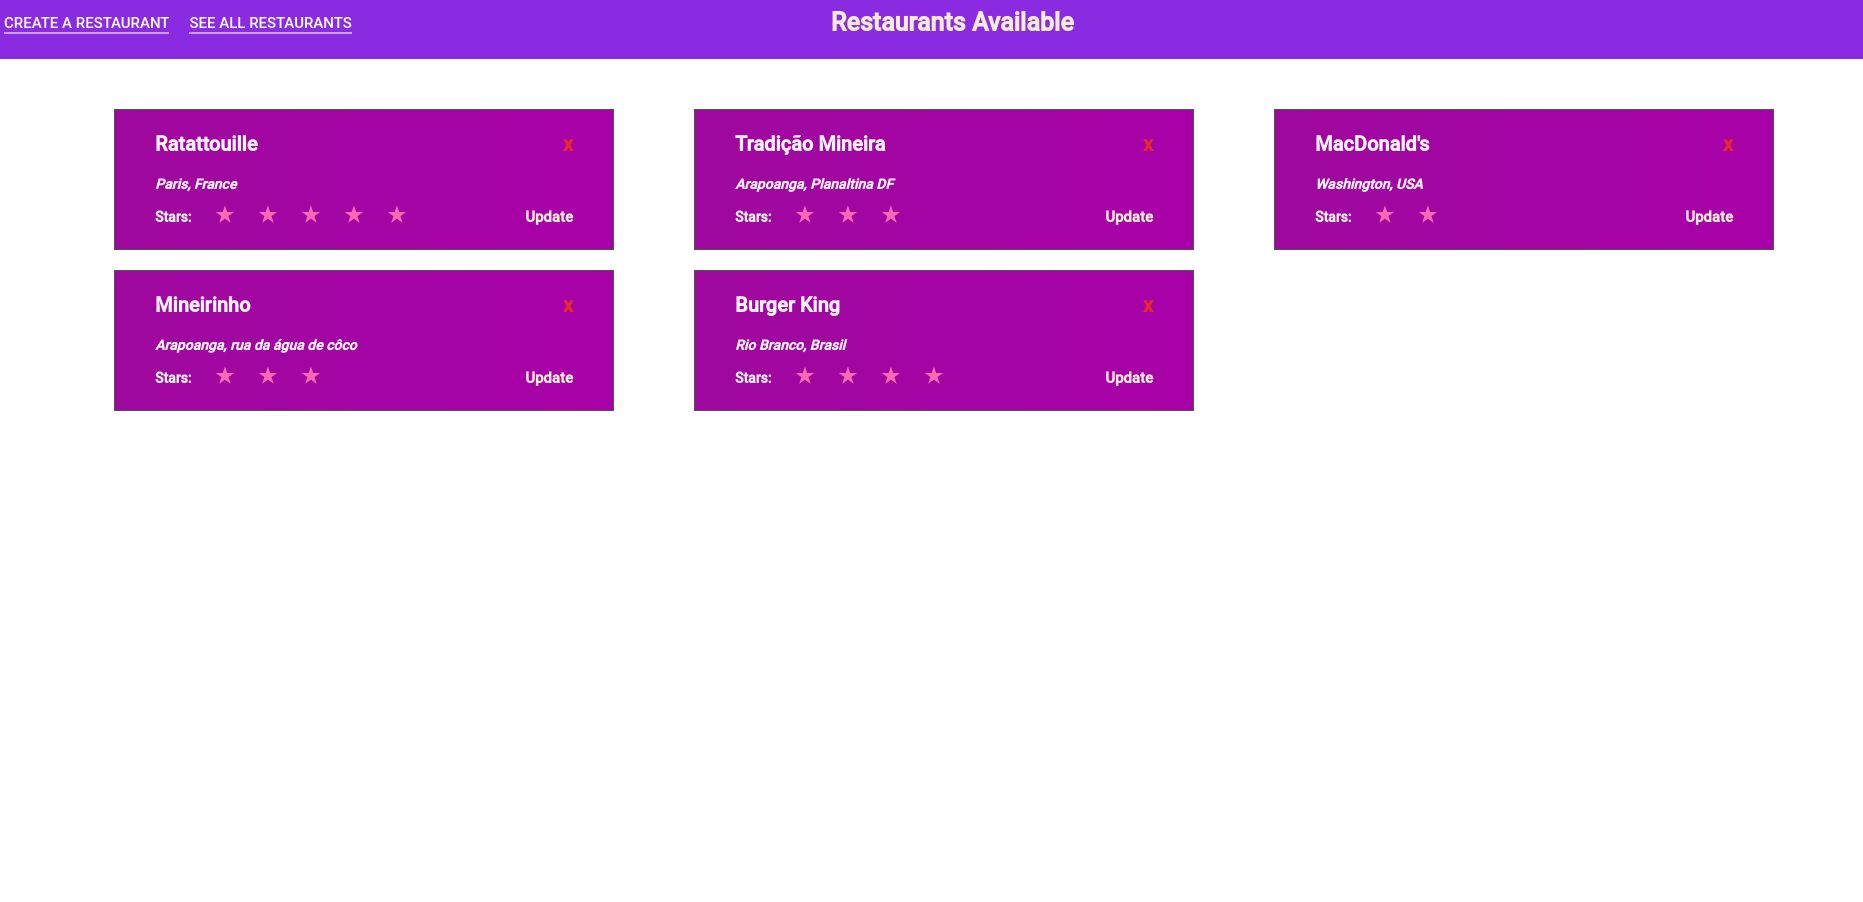 CREATE A RESTAURANT SEE ALL RESTAURANTS Restaurants Available
Ratattouille x
Paris, France
Stars: ★ ★ ★ ★ ★ Update
Tradição Mineira x
Arapoanga, Planaltina DF
Stars: ★ ★ ★ Update
MacDonald's x
Washington, USA
Stars: ★ ★ Update
Mineirinho x
Arapoanga, rua da água de côco
Stars: ★ ★ ★ Update
Burger King x
Rio Branco, Brasil
Stars: ★ ★ ★ ★ Update